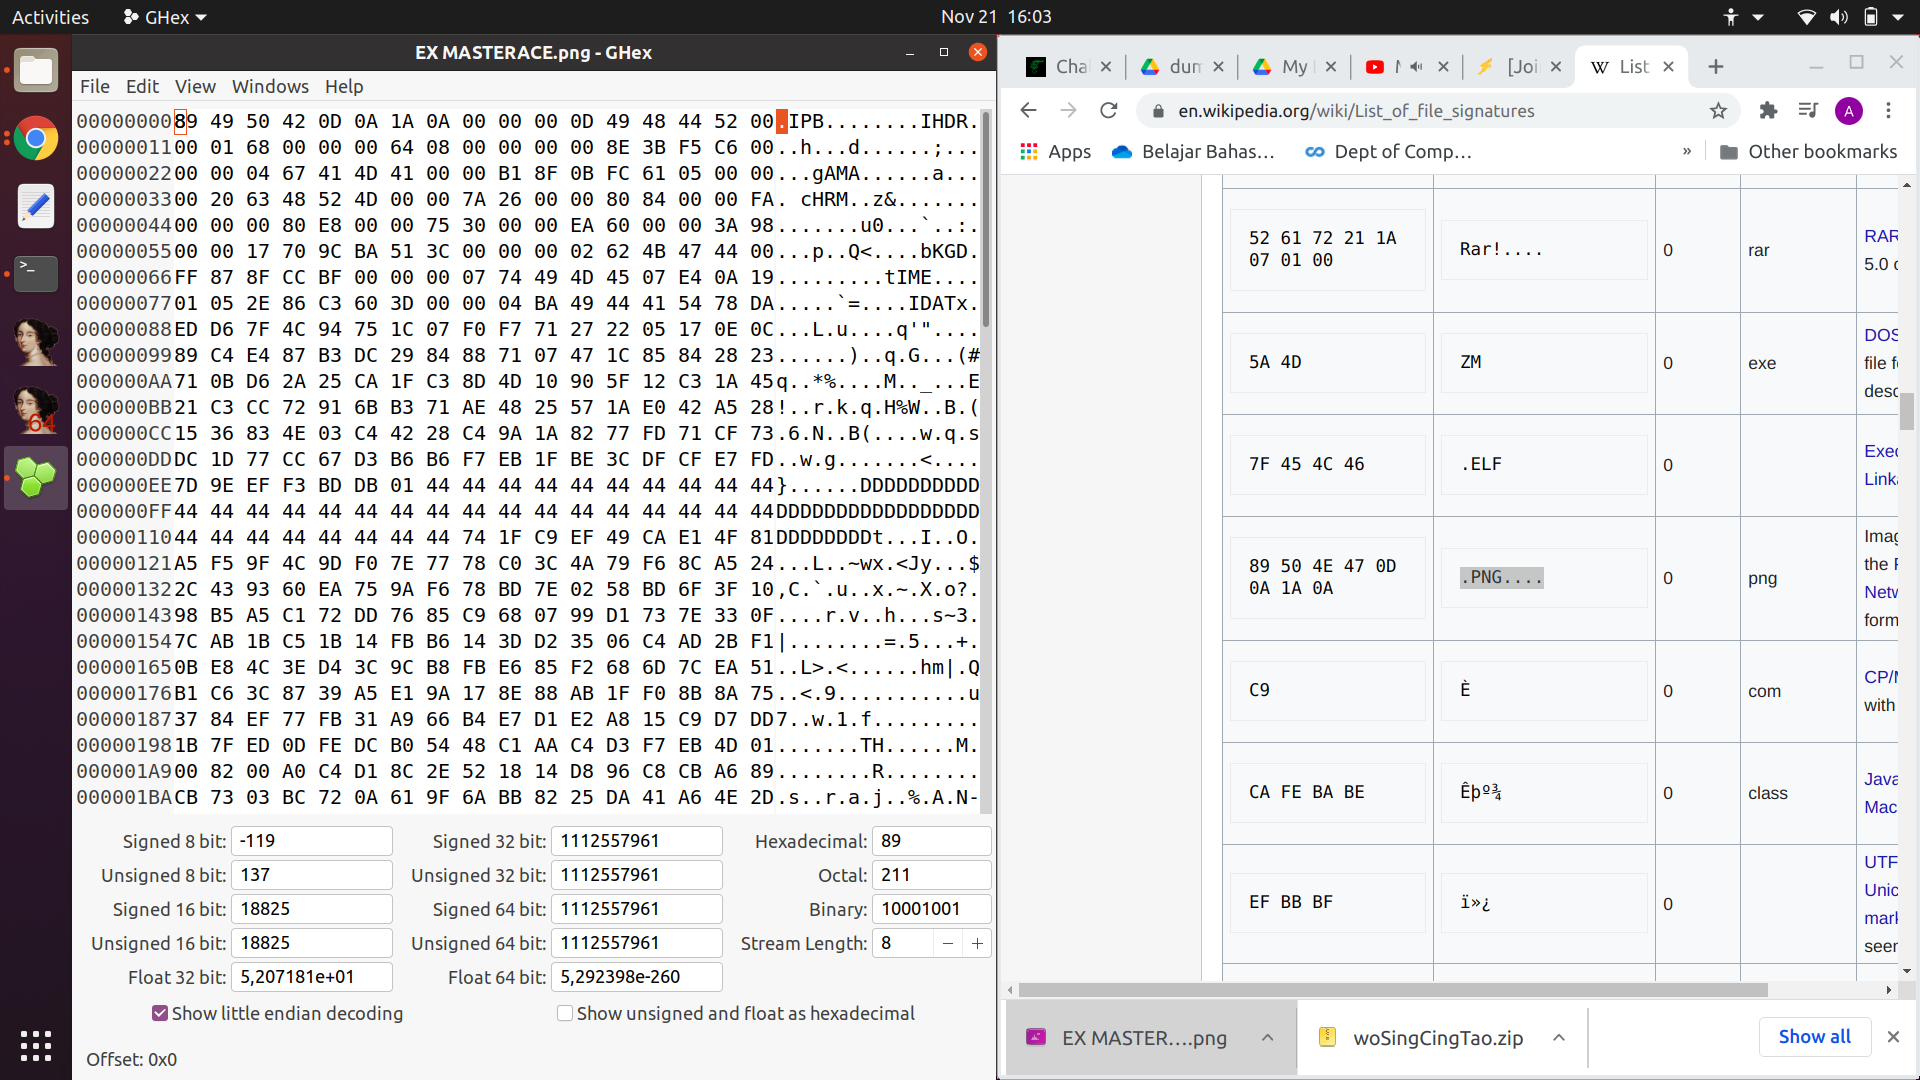 Activities GHex Nov 21 16:03
EX MASTERACE.png - GHex
File Edit View Windows Help
00000000 89 49 50 42 0D 0A 1A 0A 00 00 00 0D 49 48 44 52 00 .IPB........IHDR.
00000011 00 01 68 00 00 00 64 08 00 00 00 00 8E 3B F5 C6 00 ..h...d......;...
00000022 00 00 04 67 41 4D 41 00 00 B1 8F 0B FC 61 05 00 00 ...gAMA......a...
00000033 00 20 63 48 52 4D 00 00 7A 26 00 00 80 84 00 00 FA . cHRM..z&.......
00000044 00 00 00 80 E8 00 00 75 30 00 00 EA 60 00 00 3A 98 .......u0...`..:.
00000055 00 00 17 70 9C BA 51 3C 00 00 00 02 62 4B 47 44 00 ...p..Q<....bKGD.
00000066 FF 87 8F CC BF 00 00 00 07 74 49 4D 45 07 E4 0A 19 .........tIME....
00000077 01 05 2E 86 C3 60 3D 00 00 04 BA 49 44 41 54 78 DA .....`=....IDATx.
00000088 ED D6 7F 4C 94 75 1C 07 F0 F7 71 27 22 05 17 0E 0C ...L.u....q'"....
00000099 89 C4 E4 87 B3 DC 29 84 88 71 07 47 1C 85 84 28 23 ......)..q.G...(#
000000AA 71 0B D6 2A 25 CA 1F C3 8D 4D 10 90 5F 12 C3 1A 45 q..*%....M.._...E
000000BB 21 C3 CC 72 91 6B B3 71 AE 48 25 57 1A E0 42 A5 28 !..r.k.q.H%W..B.(
000000CC 15 36 83 4E 03 C4 42 28 C4 9A 1A 82 77 FD 71 CF 73 .6.N..B(....w.q.s
000000DD DC 1D 77 CC 67 D3 B6 B6 F7 EB 1F BE 3C DF CF E7 FD ..w.g.......<....
000000EE 7D 9E EF F3 BD DB 01 44 44 44 44 44 44 44 44 44 44 }......DDDDDDDDDD
000000FF 44 44 44 44 44 44 44 44 44 44 44 44 44 44 44 44 44 DDDDDDDDDDDDDDDDD
00000110 44 44 44 44 44 44 44 44 74 1F C9 EF 49 CA E1 4F 81 DDDDDDDDt...I..O.
00000121 A5 F5 9F 4C 9D F0 7E 77 78 C0 3C 4A 79 F6 8C A5 24 ...L..~wx.<Jy...$
00000132 2C 43 93 60 EA 75 9A F6 78 BD 7E 02 58 BD 6F 3F 10 ,C.`.u..x.~.X.o?.
00000143 98 B5 A5 C1 72 DD 76 85 C9 68 07 99 D1 73 7E 33 0F ....r.v..h...s~3.
00000154 7C AB 1B C5 1B 14 FB B6 14 3D D2 35 06 C4 AD 2B F1 |........=.5...+.
00000165 0B E8 4C 3E D4 3C 9C B8 FB E6 85 F2 68 6D 7C EA 51 ..L>.<......hm|.Q
00000176 B1 C6 3C 87 39 A5 E1 9A 17 8E 88 AB 1F F0 8B 8A 75 ..<.9...........u
00000187 37 84 EF 77 FB 31 A9 66 B4 E7 D1 E2 A8 15 C9 D7 DD 7..w.1.f.........
00000198 1B 7F ED 0D FE DC B0 54 48 C1 AA C4 D3 F7 EB 4D 01 .......TH......M.
000001A9 00 82 00 A0 C4 D1 8C 2E 52 18 14 D8 96 C8 CB A6 89 ........R........
000001BA CB 73 03 BC 72 0A 61 9F 6A BB 82 25 DA 41 A6 4E 2D .s..r.a.j..%.A.N-
Signed 8 bit: -119 Signed 32 bit: 1112557961 Hexadecimal: 89
Unsigned 8 bit: 137 Unsigned 32 bit: 1112557961 Octal: 211
Signed 16 bit: 18825 Signed 64 bit: 1112557961 Binary: 10001001
Unsigned 16 bit: 18825 Unsigned 64 bit: 1112557961 Stream Length: 8 − +
Float 32 bit: 5,207181e+01 Float 64 bit: 5,292398e-260
Show little endian decoding Show unsigned and float as hexadecimal
Offset: 0x0
64
Cha dum My [Joi W List
en.wikipedia.org/wiki/List_of_file_signatures A
Apps Belajar Bahas... Dept of Comp... » Other bookmarks
52 61 72 21 1A
07 01 00
Rar!.... 0 rar RAR
5.0
5A 4D ZM 0 exe DOS
file
desc
7F 45 4C 46 .ELF 0 Exec
Link
89 50 4E 47 0D
0A 1A 0A
.PNG.... 0 png Imag
the
Netw
form
C9 É 0 com CP/M
with
CA FE BA BE Êþº¾ 0 class Java
Mac
EF BB BF ï»¿ 0 UTF
Unic
mark
seen
EX MASTER....png woSingCingTao.zip Show all